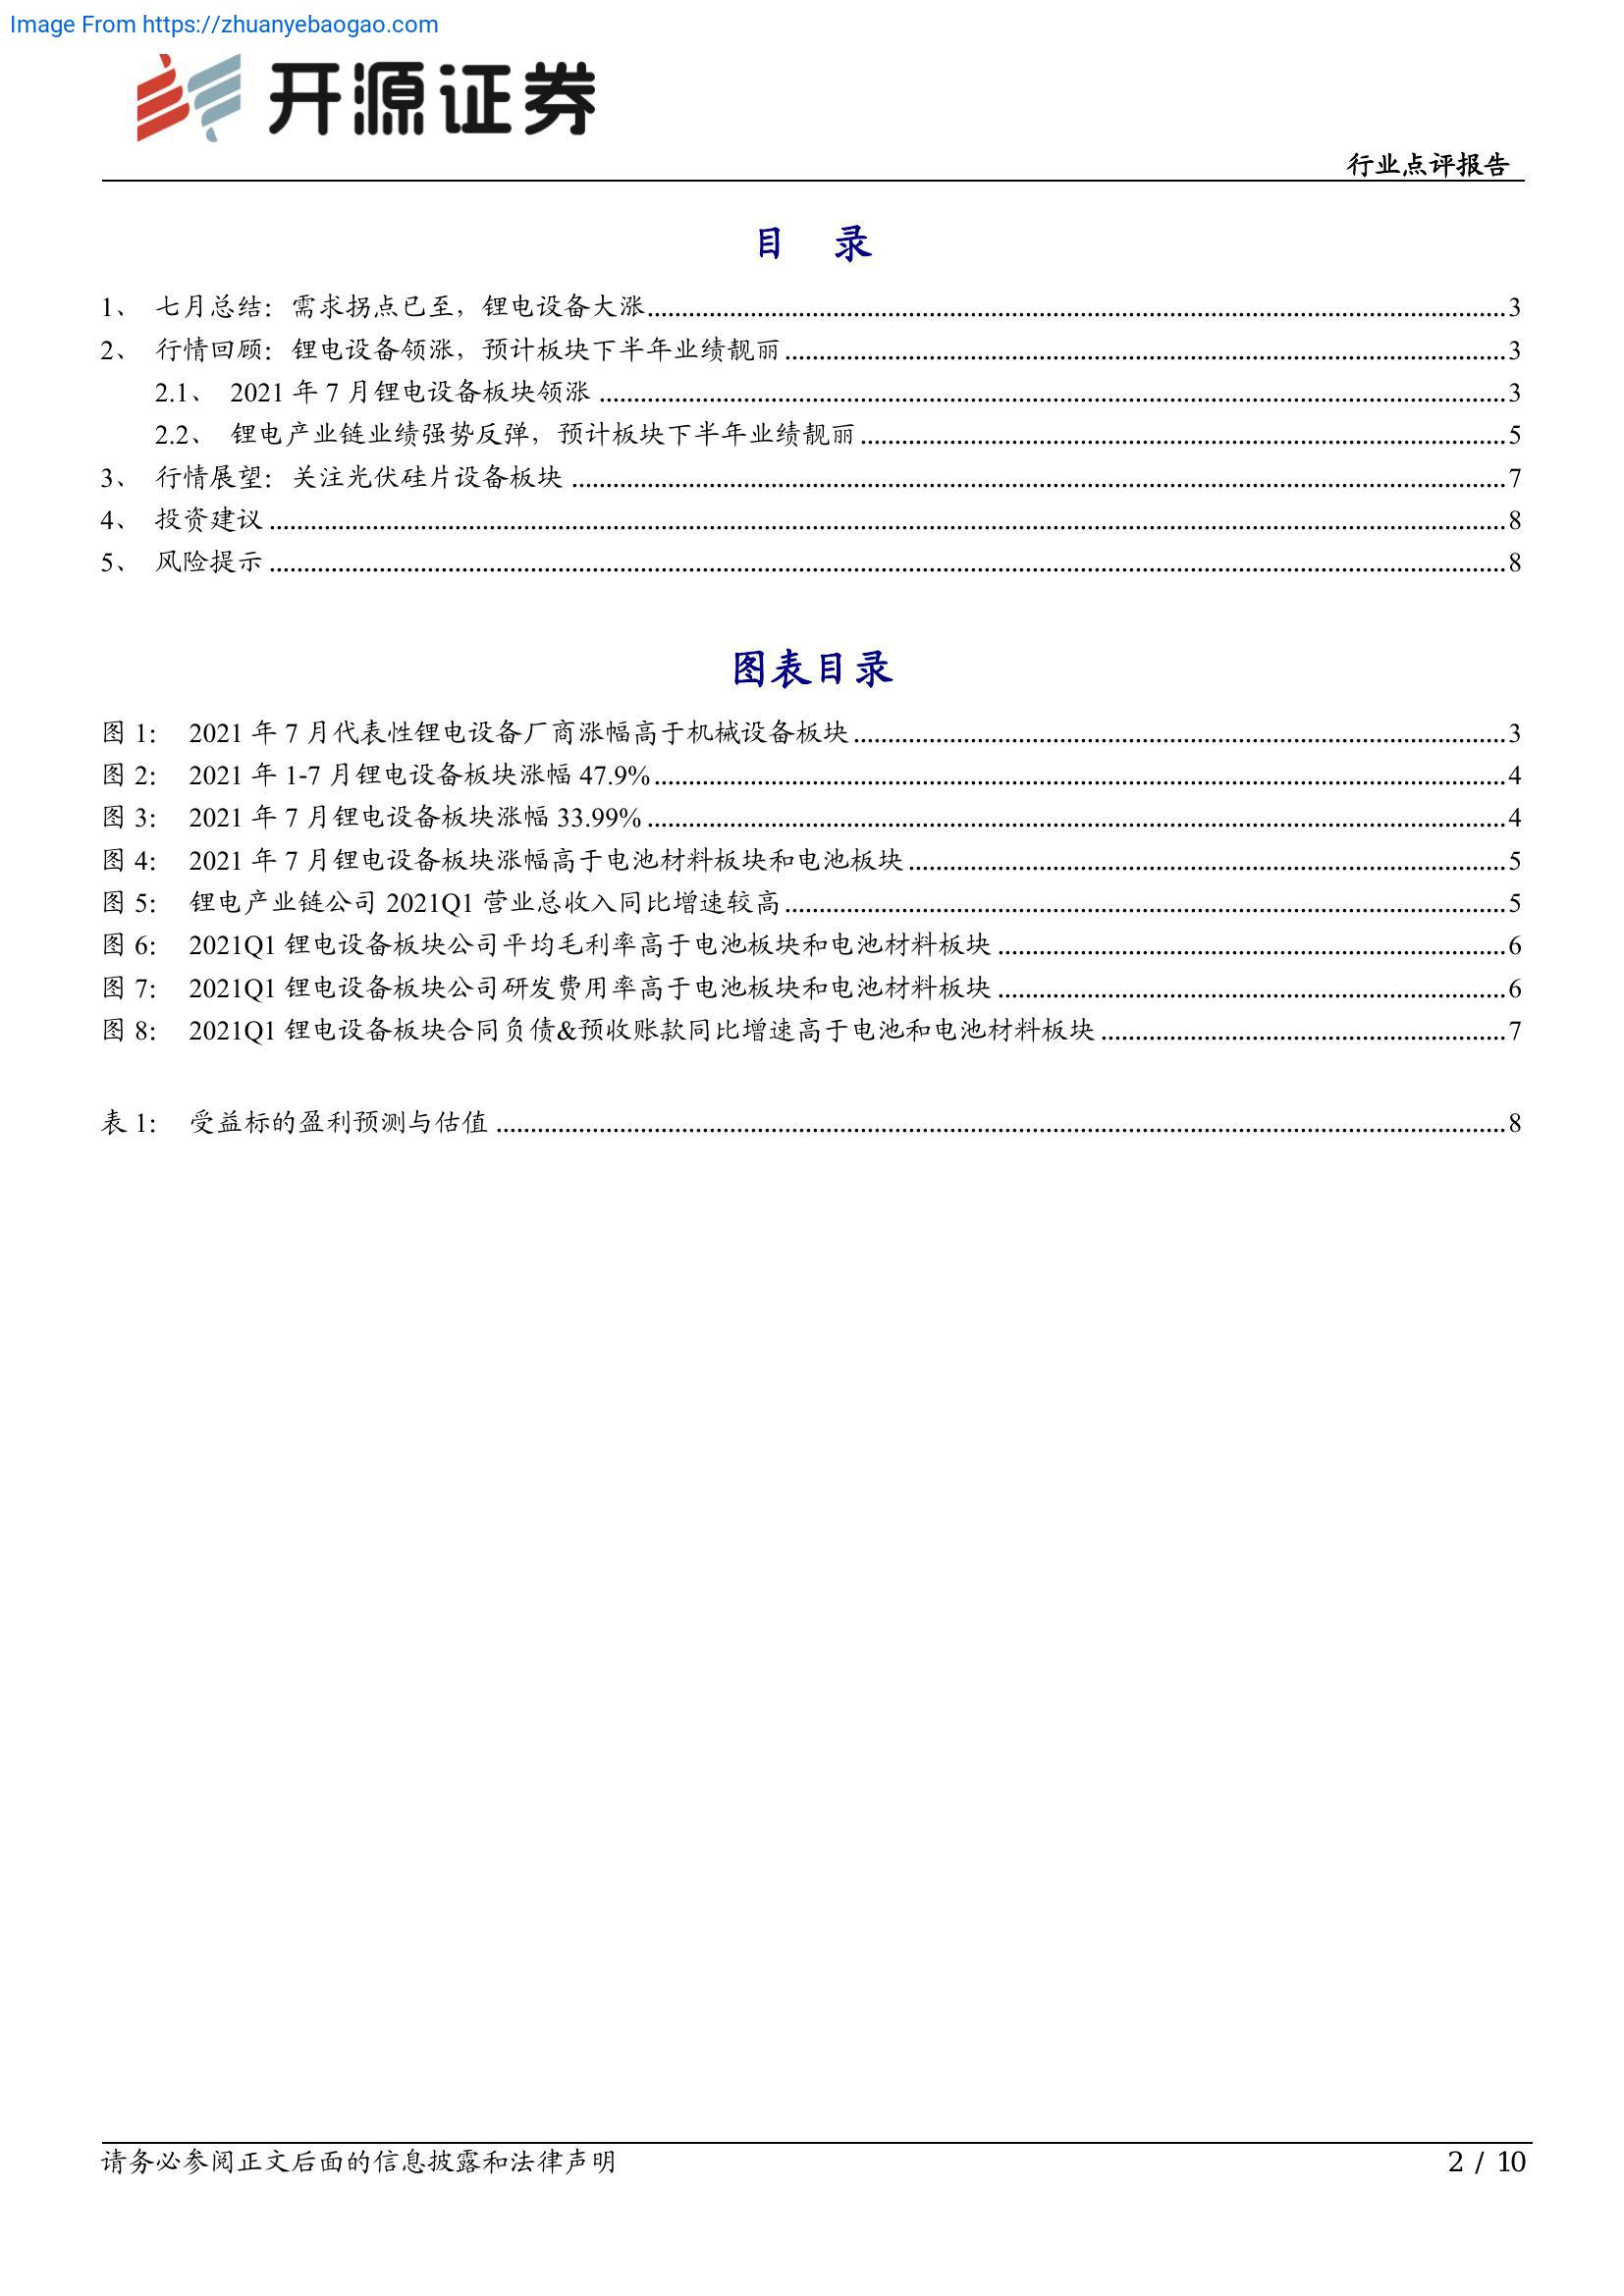 Image From https://zhuanyebaogao.com
开源证券
行业点评报告
目 录
1、 七月总结：需求拐点已至，锂电设备大涨 3
2、 行情回顾：锂电设备领涨，预计板块下半年业绩靓丽 3
2.1、 2021 年 7 月锂电设备板块领涨 3
2.2、 锂电产业链业绩强势反弹，预计板块下半年业绩靓丽 5
3、 行情展望：关注光伏硅片设备板块 7
4、 投资建议 8
5、 风险提示 8
图表目录
图 1： 2021 年 7 月代表性锂电设备厂商涨幅高于机械设备板块 3
图 2： 2021 年 1-7 月锂电设备板块涨幅 47.9% 4
图 3： 2021 年 7 月锂电设备板块涨幅 33.99% 4
图 4： 2021 年 7 月锂电设备板块涨幅高于电池材料板块和电池板块 5
图 5： 锂电产业链公司 2021Q1 营业总收入同比增速较高 5
图 6： 2021Q1 锂电设备板块公司平均毛利率高于电池板块和电池材料板块 6
图 7： 2021Q1 锂电设备板块公司研发费用率高于电池板块和电池材料板块 6
图 8： 2021Q1 锂电设备板块合同负债&预收账款同比增速高于电池和电池材料板块 7
表 1： 受益标的盈利预测与估值 8
请务必参阅正文后面的信息披露和法律声明 2 / 10